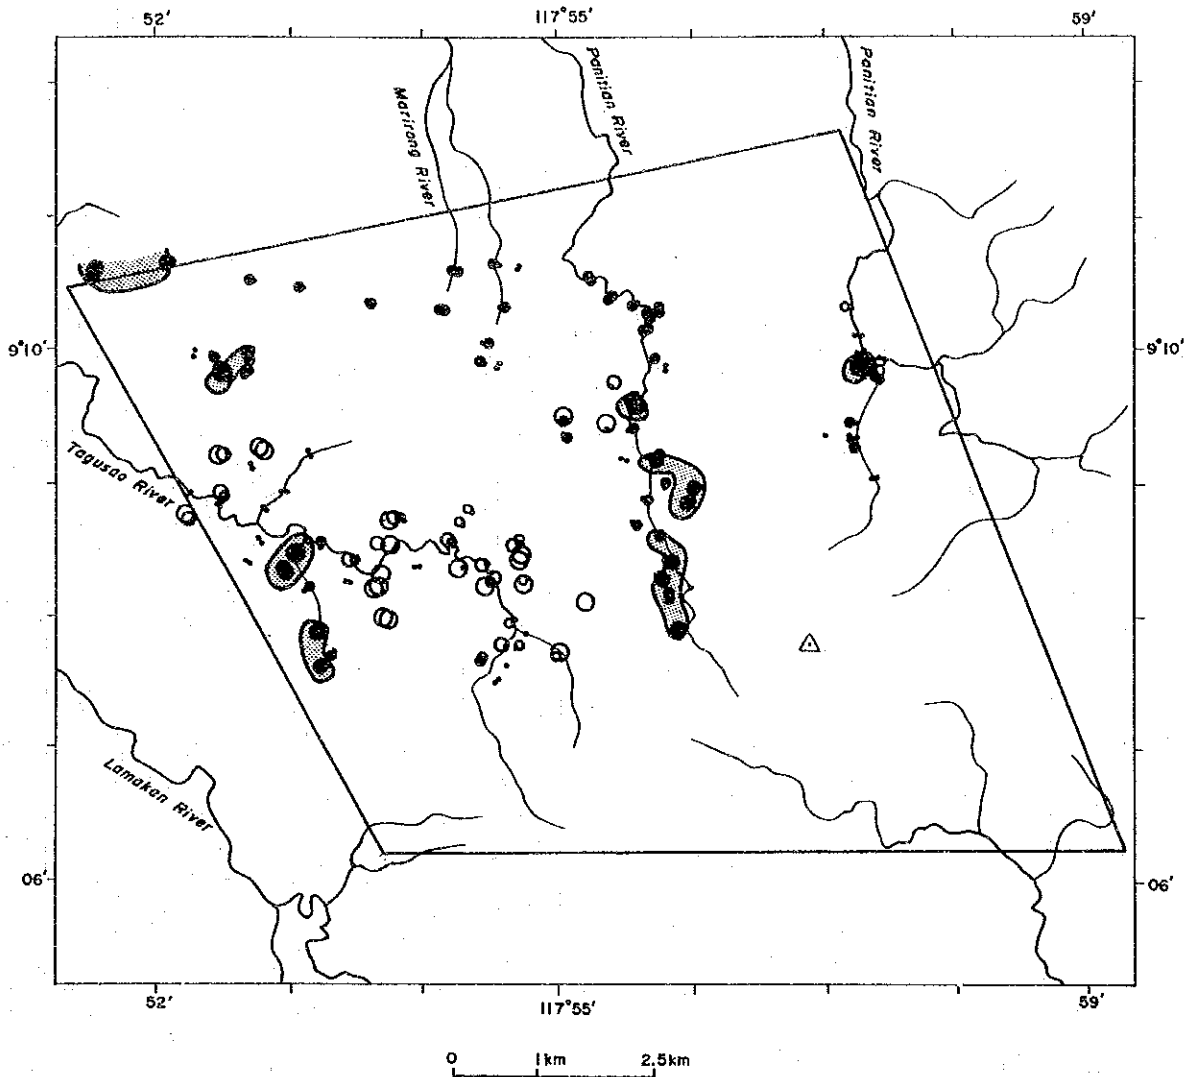 52'
117°55'
59'
Marirang River
Panitian River
Panitian River
9°10'
9°10'
Tagusao River
Lamakan River
06'
06'
52'
117°55'
59'
0 1km 2.5km